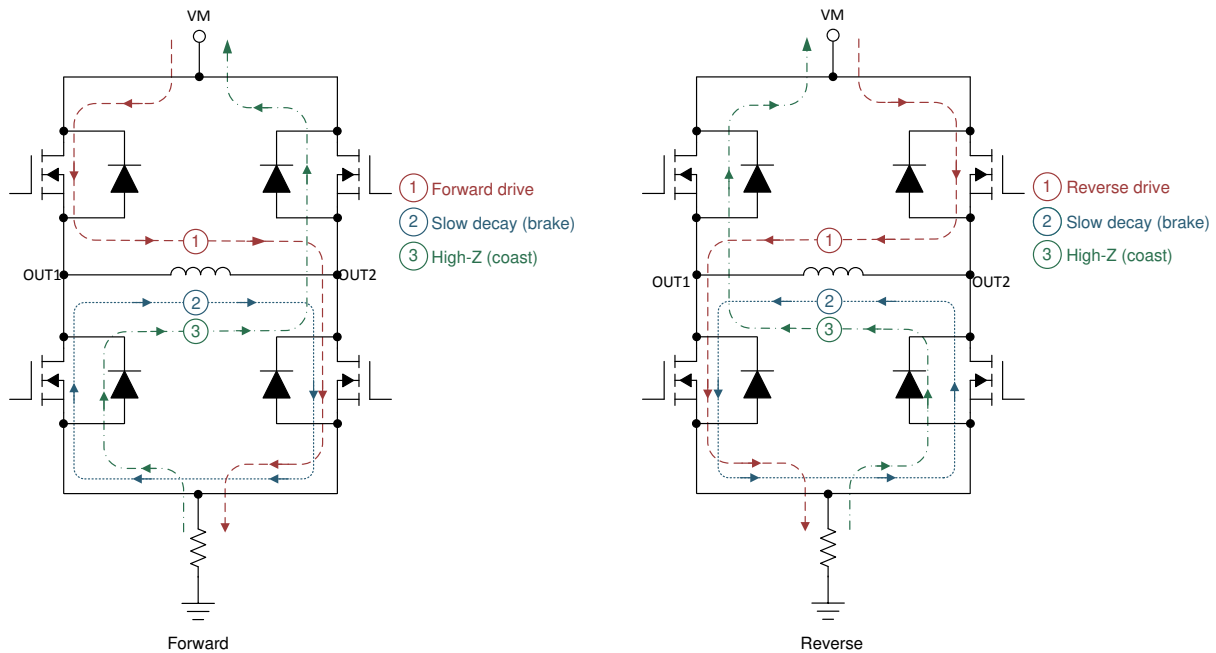 VM
1 Forward drive
2 Slow decay (brake)
3 High-Z (coast)
1
OUT1
OUT2
2
3
Forward
VM
1 Reverse drive
2 Slow decay (brake)
3 High-Z (coast)
1
OUT1
OUT2
2
3
Reverse